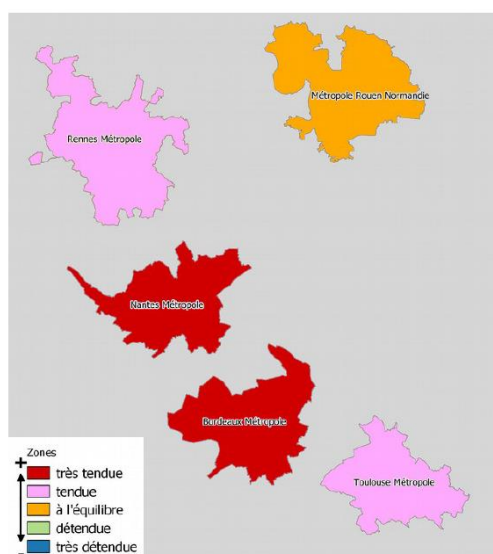 Métropole Rouen Normandie
Rennes Métropole
Nantes Métropole
Bordeaux Métropole
Toulouse Métropole
Zones
+
très tendue
tendue
à l'équilibre
détendue
très détendue
-